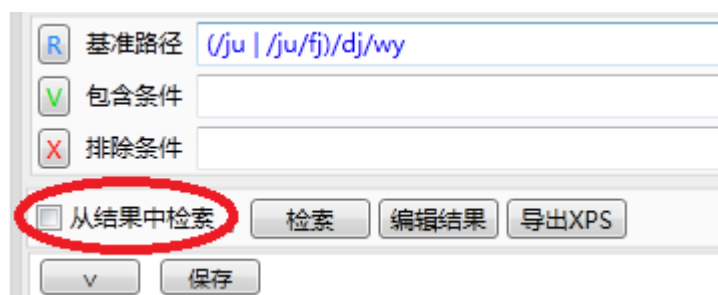 R 基准路径 (/ju | /ju/fj)/dj/wy
V 包含条件
X 排除条件
从结果中检索 检索 编辑结果 导出XPS
v 保存